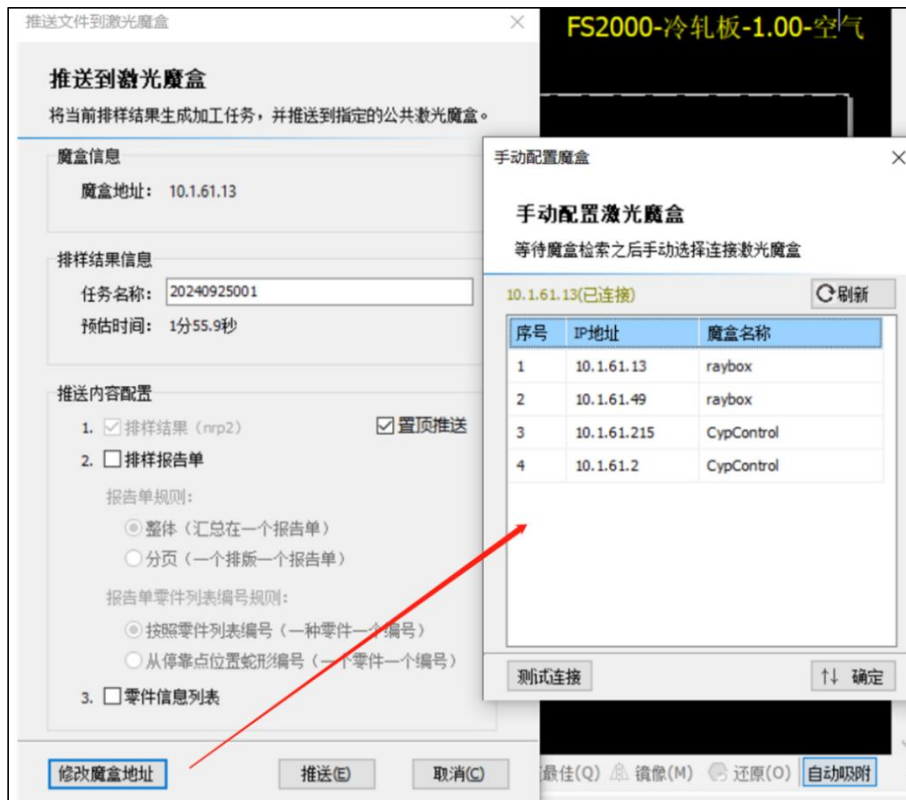 推送文件到激光魔盒
FS2000-冷轧板-1.00-空气
推送到激光魔盒
将当前排样结果生成加工任务，并推送到指定的公共激光魔盒。
魔盒信息
魔盒地址： 10.1.61.13
排样结果信息
任务名称： 20240925001
预估时间： 1分55.9秒
推送内容配置
1. 排样结果（nrp2） 置顶推送
2. 排样报告单
报告单规则：
整体（汇总在一个报告单）
分页（一个排版一个报告单）
报告单零件列表编号规则：
按照零件列表编号（一种零件一个编号）
从停靠点位置蛇形编号（一个零件一个编号）
3. 零件信息列表
修改魔盒地址 推送(E) 取消(C)
手动配置魔盒
手动配置激光魔盒
等待魔盒检索之后手动选择连接激光魔盒
10.1.61.13(已连接) 刷新
序号 IP地址 魔盒名称
1 10.1.61.13 raybox
2 10.1.61.49 raybox
3 10.1.61.215 CypControl
4 10.1.61.2 CypControl
测试连接 确定
最佳(Q) 镜像(M) 还原(O) 自动吸附